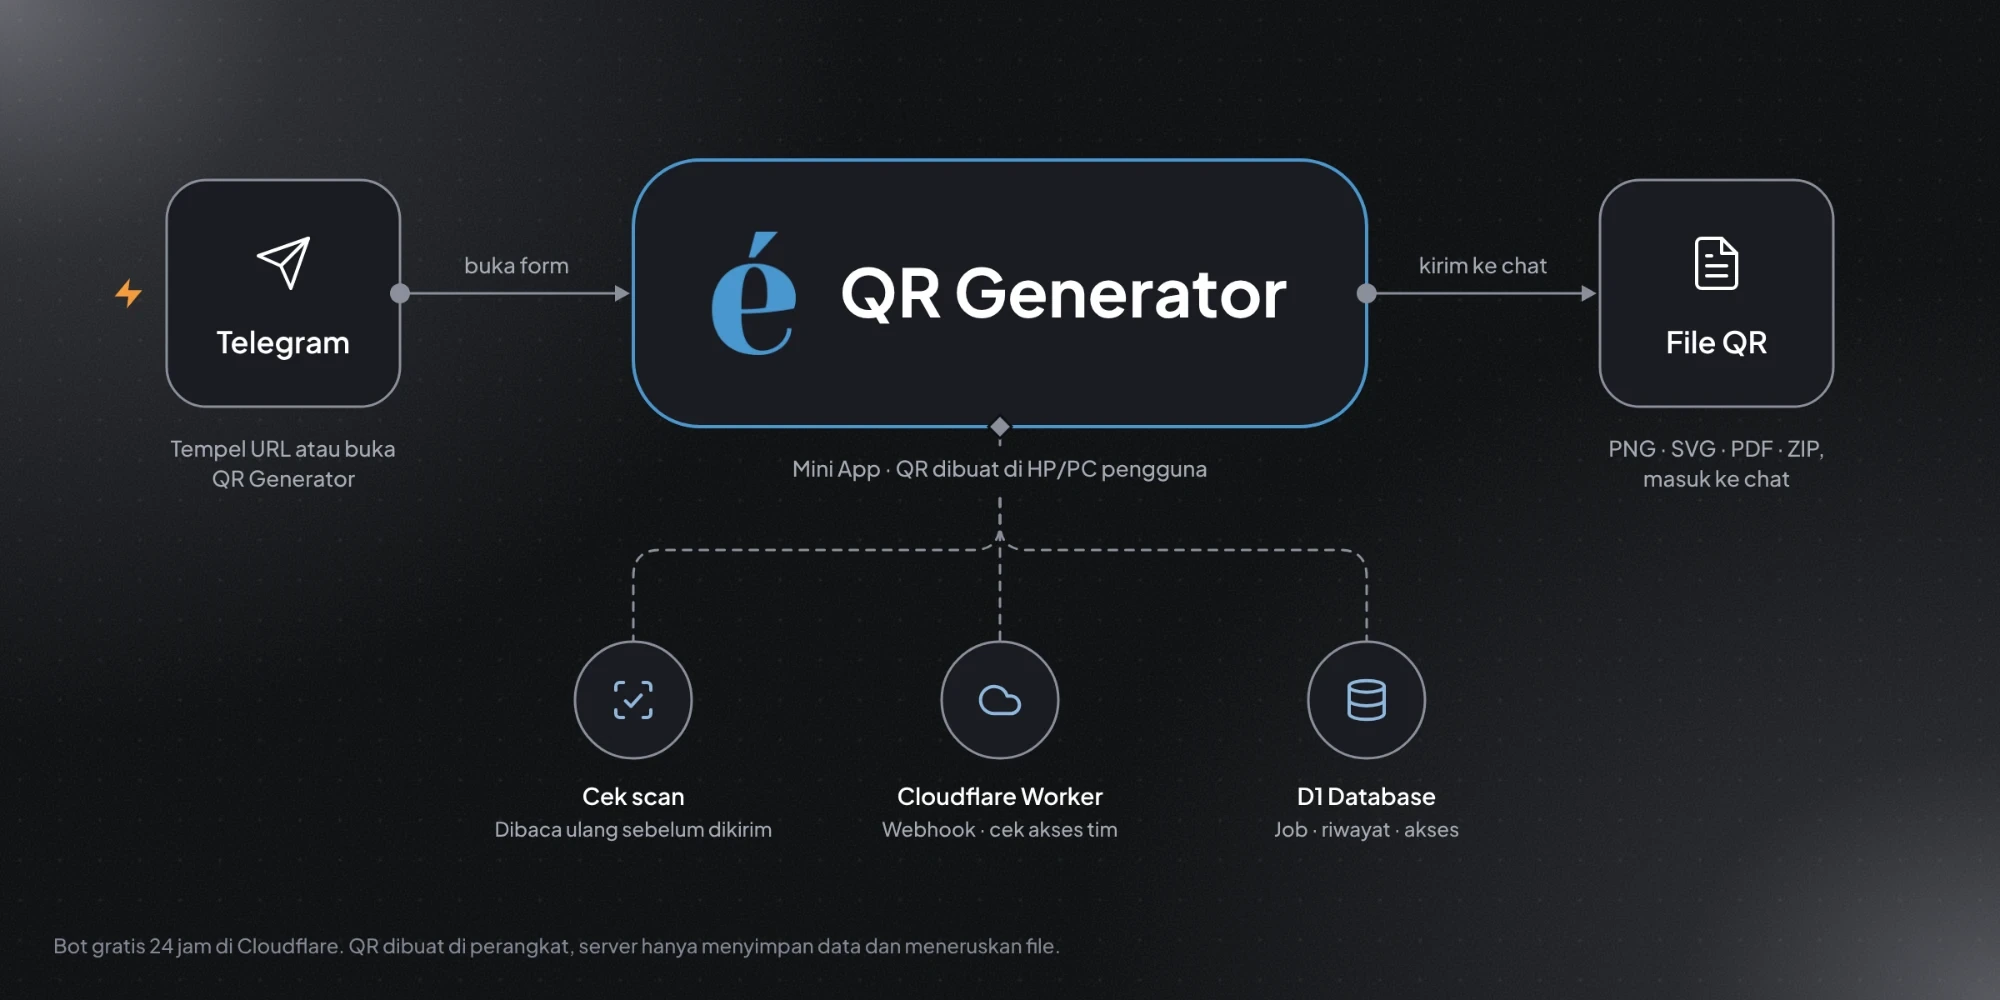 buka form
é QR Generator
kirim ke chat
Telegram
File QR
Tempel URL atau buka
QR Generator
Mini App · QR dibuat di HP/PC pengguna
PNG · SVG · PDF · ZIP,
masuk ke chat
Cek scan
Dibaca ulang sebelum dikirim
Cloudflare Worker
Webhook · cek akses tim
D1 Database
Job · riwayat · akses
Bot gratis 24 jam di Cloudflare. QR dibuat di perangkat, server hanya menyimpan data dan meneruskan file.